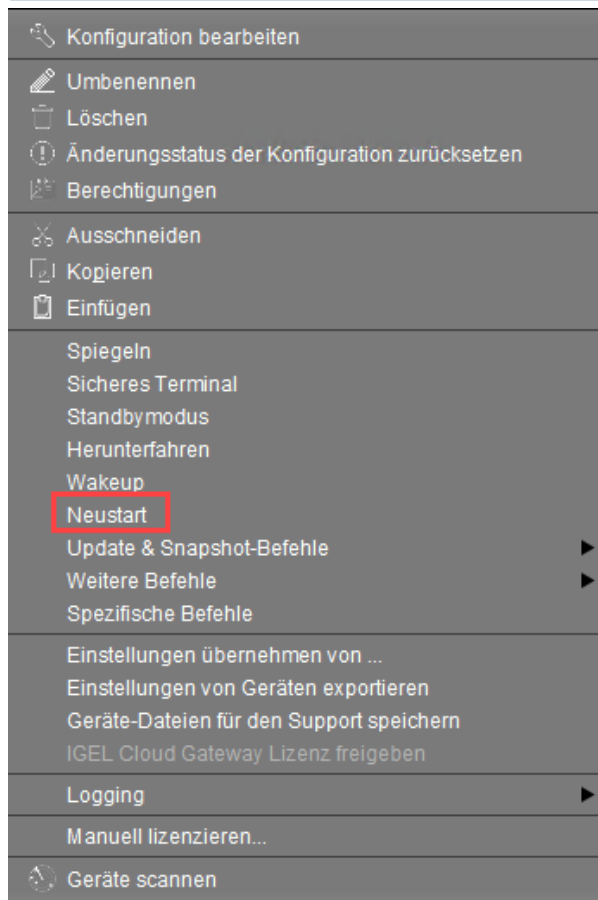 Konfiguration bearbeiten
Umbenennen
Löschen
Änderungsstatus der Konfiguration zurücksetzen
Berechtigungen
Ausschneiden
Kopieren
Einfügen
Spiegeln
Sicheres Terminal
Standbymodus
Herunterfahren
Wakeup
Neustart
Update & Snapshot-Befehle
Weitere Befehle
Spezifische Befehle
Einstellungen übernehmen von ...
Einstellungen von Geräten exportieren
Geräte-Dateien für den Support speichern
IGEL Cloud Gateway Lizenz freigeben
Logging
Manuell lizenzieren...
Geräte scannen